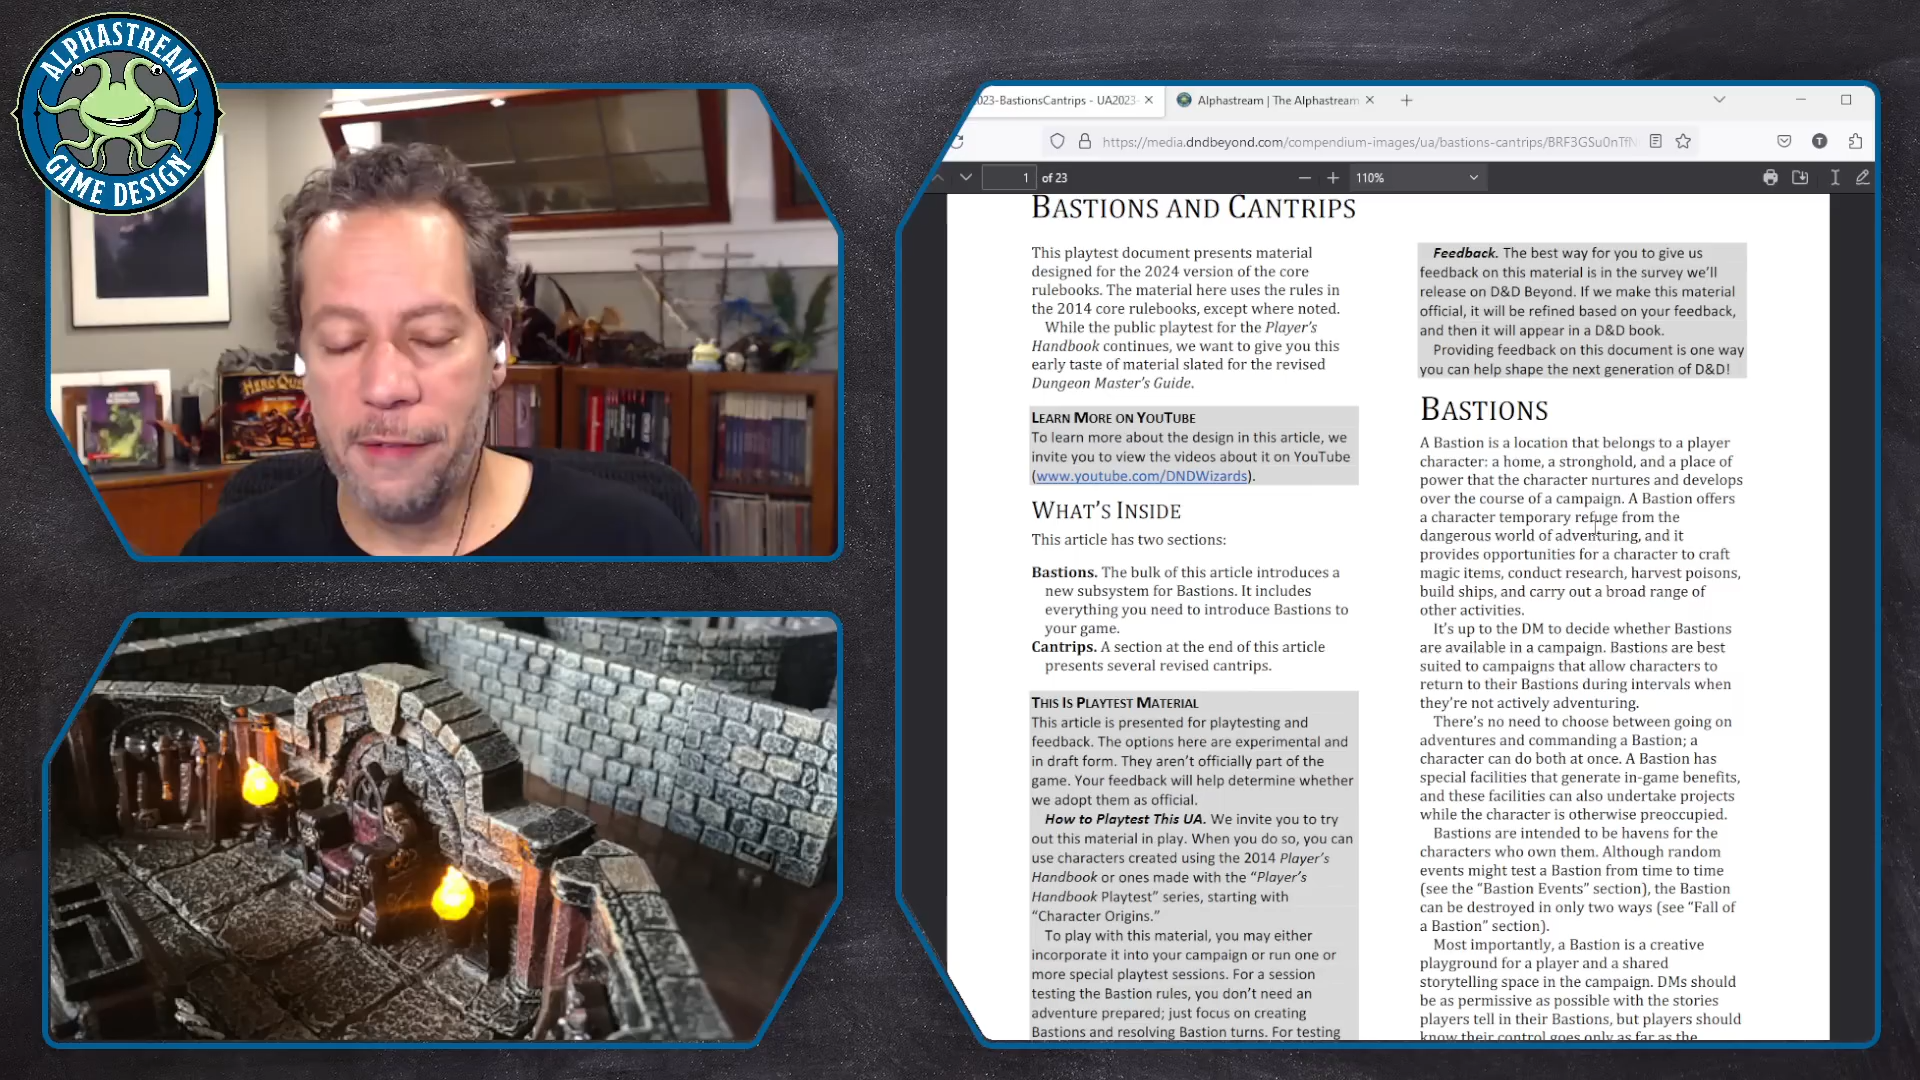 ALPHASTREAM
GAME DESIGN
HEROQUEST
023-BastionsCantrips - UA2023-
Alphastream | The Alphastream
https://media.dndbeyond.com/compendium-images/ua/bastions-cantrips/BRF3GSu0nTfN
1 of 23
110%
BASTIONS AND CANTRIPS
This playtest document presents material
designed for the 2024 version of the core
rulebooks. The material here uses the rules in
the 2014 core rulebooks, except where noted.
While the public playtest for the Player's
Handbook continues, we want to give you this
early taste of material slated for the revised
Dungeon Master's Guide.
LEARN MORE ON YOUTUBE
To learn more about the design in this article, we
invite you to view the videos about it on YouTube
(www.youtube.com/DNDWizards).
WHAT'S INSIDE
This article has two sections:
Bastions. The bulk of this article introduces a
new subsystem for Bastions. It includes
everything you need to introduce Bastions to
your game.
Cantrips. A section at the end of this article
presents several revised cantrips.
THIS IS PLAYTEST MATERIAL
This article is presented for playtesting and
feedback. The options here are experimental and
in draft form. They aren't officially part of the
game. Your feedback will help determine whether
we adopt them as official.
How to Playtest This UA. We invite you to try
out this material in play. When you do so, you can
use characters created using the 2014 Player's
Handbook or ones made with the "Player's
Handbook Playtest" series, starting with
"Character Origins."
To play with this material, you may either
incorporate it into your campaign or run one or
more special playtest sessions. For a session
testing the Bastion rules, you don't need an
adventure prepared; just focus on creating
Bastions and resolving Bastion turns. For testing
Feedback. The best way for you to give us
feedback on this material is in the survey we'll
release on D&D Beyond. If we make this material
official, it will be refined based on your feedback,
and then it will appear in a D&D book.
Providing feedback on this document is one way
you can help shape the next generation of D&D!
BASTIONS
A Bastion is a location that belongs to a player
character: a home, a stronghold, and a place of
power that the character nurtures and develops
over the course of a campaign. A Bastion offers
a character temporary refuge from the
dangerous world of adventuring, and it
provides opportunities for a character to craft
magic items, conduct research, harvest poisons,
build ships, and carry out a broad range of
other activities.
It's up to the DM to decide whether Bastions
are available in a campaign. Bastions are best
suited to campaigns that allow characters to
return to their Bastions during intervals when
they're not actively adventuring.
There's no need to choose between going on
adventures and commanding a Bastion; a
character can do both at once. A Bastion has
special facilities that generate in-game benefits,
and these facilities can also undertake projects
while the character is otherwise preoccupied.
Bastions are intended to be havens for the
characters who own them. Although random
events might test a Bastion from time to time
(see the "Bastion Events" section), the Bastion
can be destroyed in only two ways (see "Fall of
a Bastion" section).
Most importantly, a Bastion is a creative
playground for a player and a shared
storytelling space in the campaign. DMs should
be as permissive as possible with the stories
players tell in their Bastions, but players should
know their control goes only as far as the